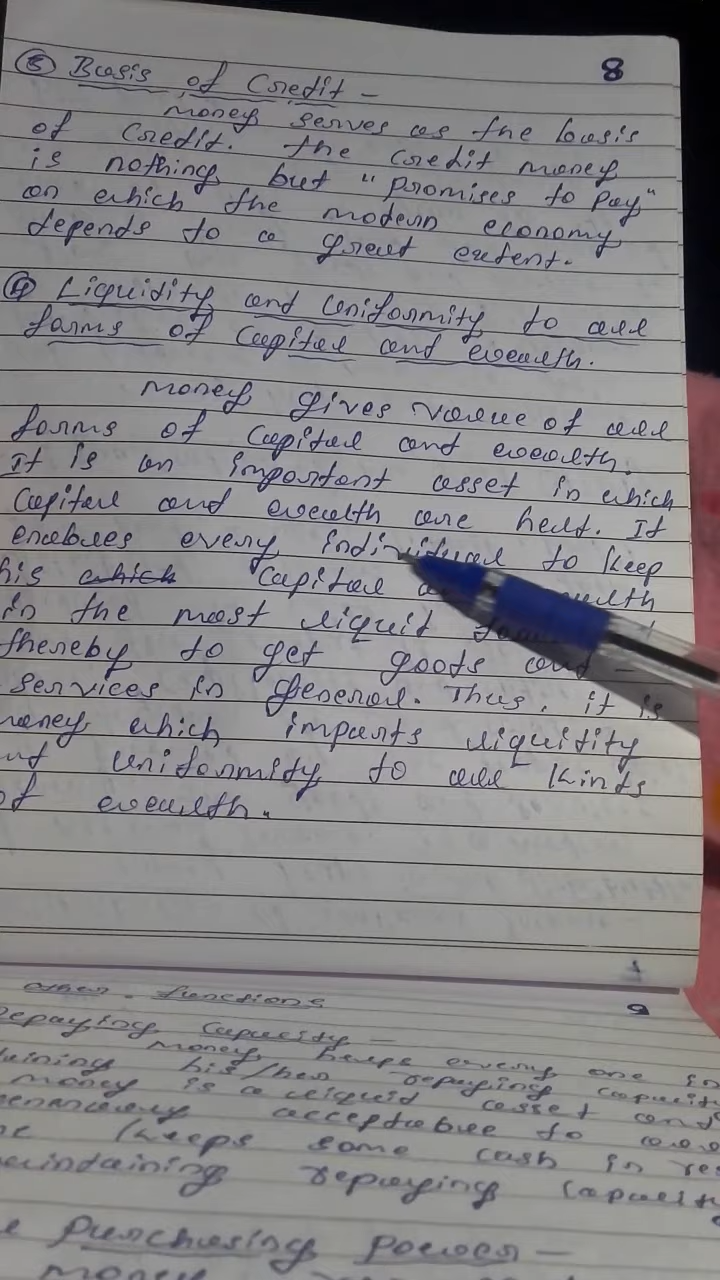 8
③ Basis of Credit -
money serves as the basis
of Credit. The Credit money
is nothing but "promises to pay"
on which the modern economy
depends to a great extent.
④ Liquidity and Uniformity to all
forms of Capital and wealth.
money gives value of all
forms of Capital and wealth.
It is an important asset in which
Capital and wealth are held. It
enables every individual to keep
his which Capital
in the most liquid
thereby to get goods and
services in general. Thus, it is
money which imparts liquidity
uniformity to all kinds
of wealth.
9
other functions
Repaying Capacity -
money helps every one in
his/her repaying capacity
money is a liquid asset and
acceptable to
keeps some cash in
maintaining repaying capacity
purchasing power -
money